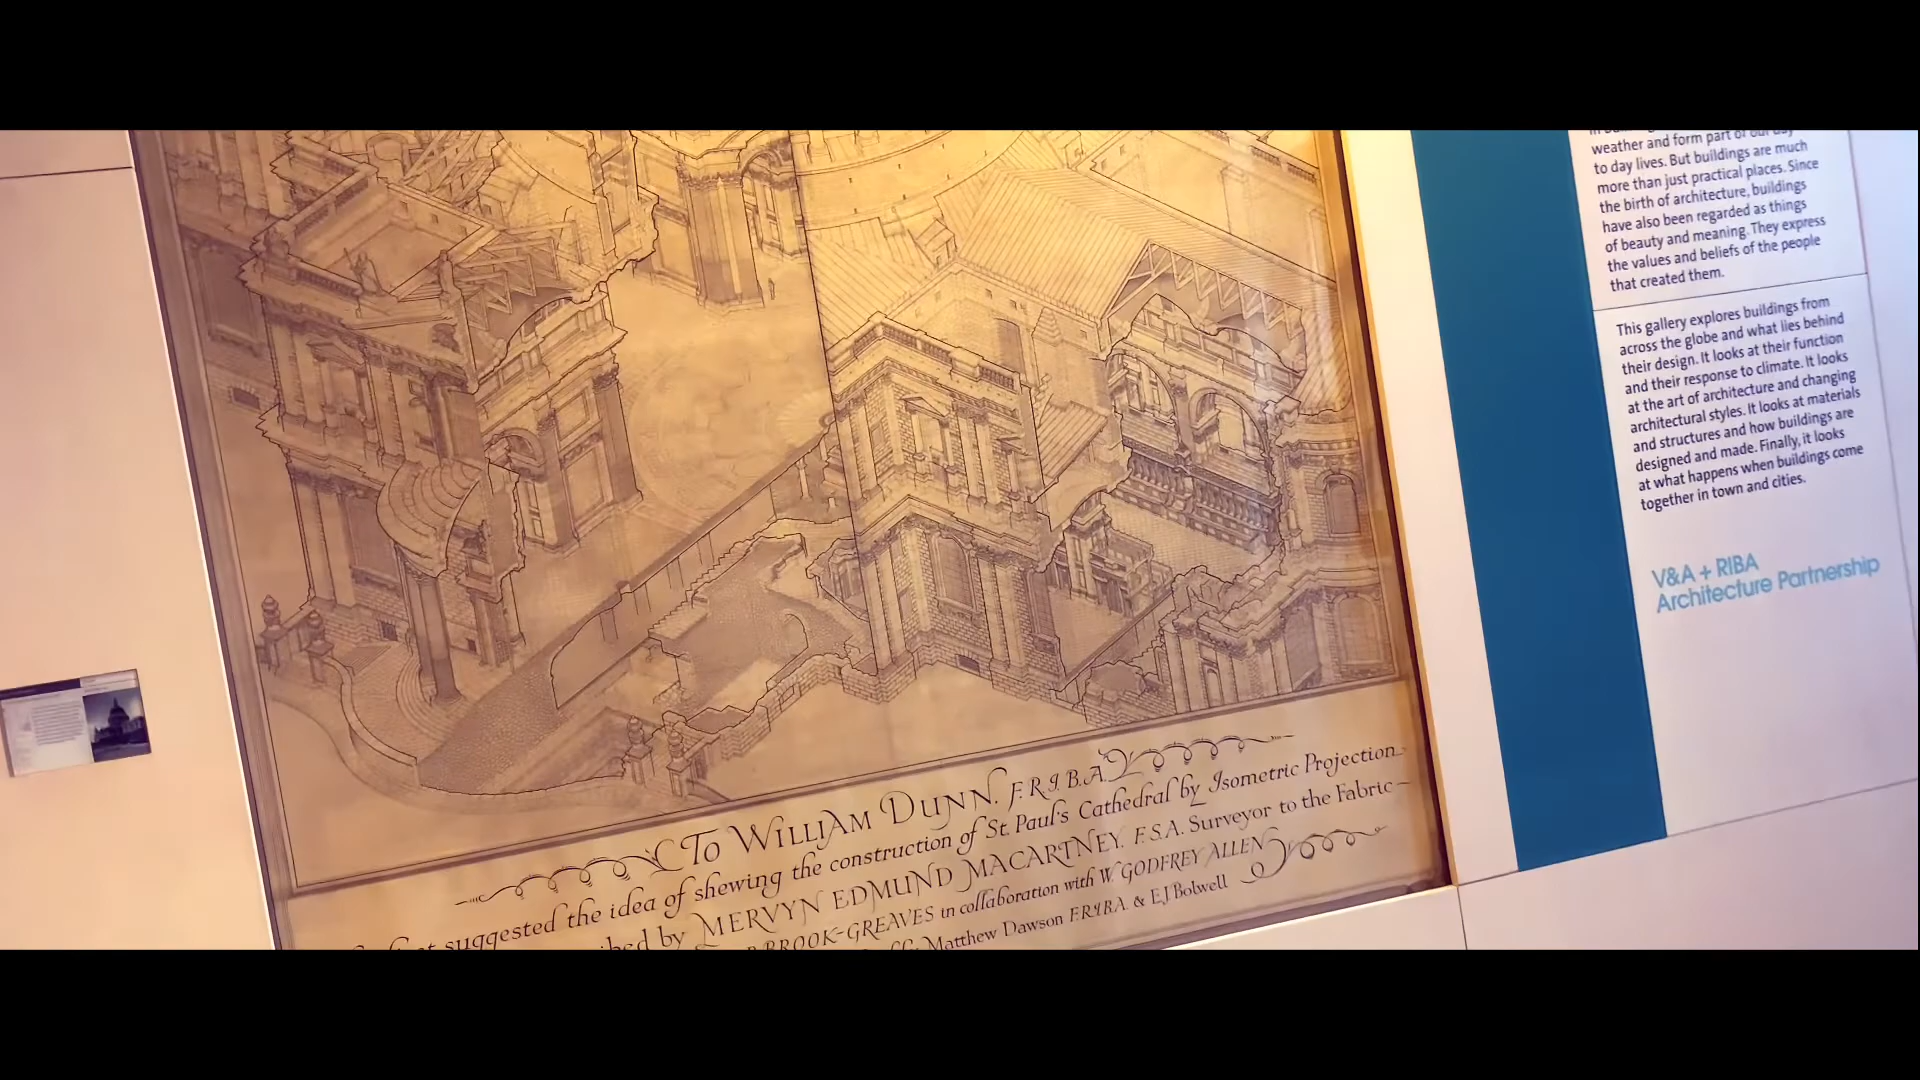 To WILLIAM DUNN. F.R.I.B.A.
suggested the idea of shewing the construction of St. Paul's Cathedral by Isometric Projection
by MERVYN EDMUND MACARTNEY. F.S.A. Surveyor to the Fabric
BROOK-GREAVES in collaboration with W. GODFREY ALLEN
Matthew Dawson F.R.I.B.A. & E.J. Bolwell
weather and form part of our day
to day lives. But buildings are much
more than just practical places. Since
the birth of architecture, buildings
have also been regarded as things
of beauty and meaning. They express
the values and beliefs of the people
that created them.
This gallery explores buildings from
across the globe and what lies behind
their design. It looks at their function
and their response to climate. It looks
at the art of architecture and changing
architectural styles. It looks at materials
and structures and how buildings are
designed and made. Finally, it looks
at what happens when buildings come
together in town and cities.
V&A + RIBA
Architecture Partnership